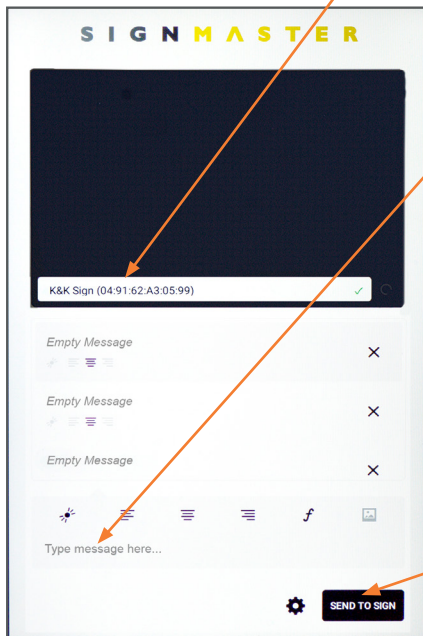 SIGNMASTER
K&K Sign (04:91:62:A3:05:99)
Empty Message
Empty Message
Empty Message
Type message here...
SEND TO SIGN